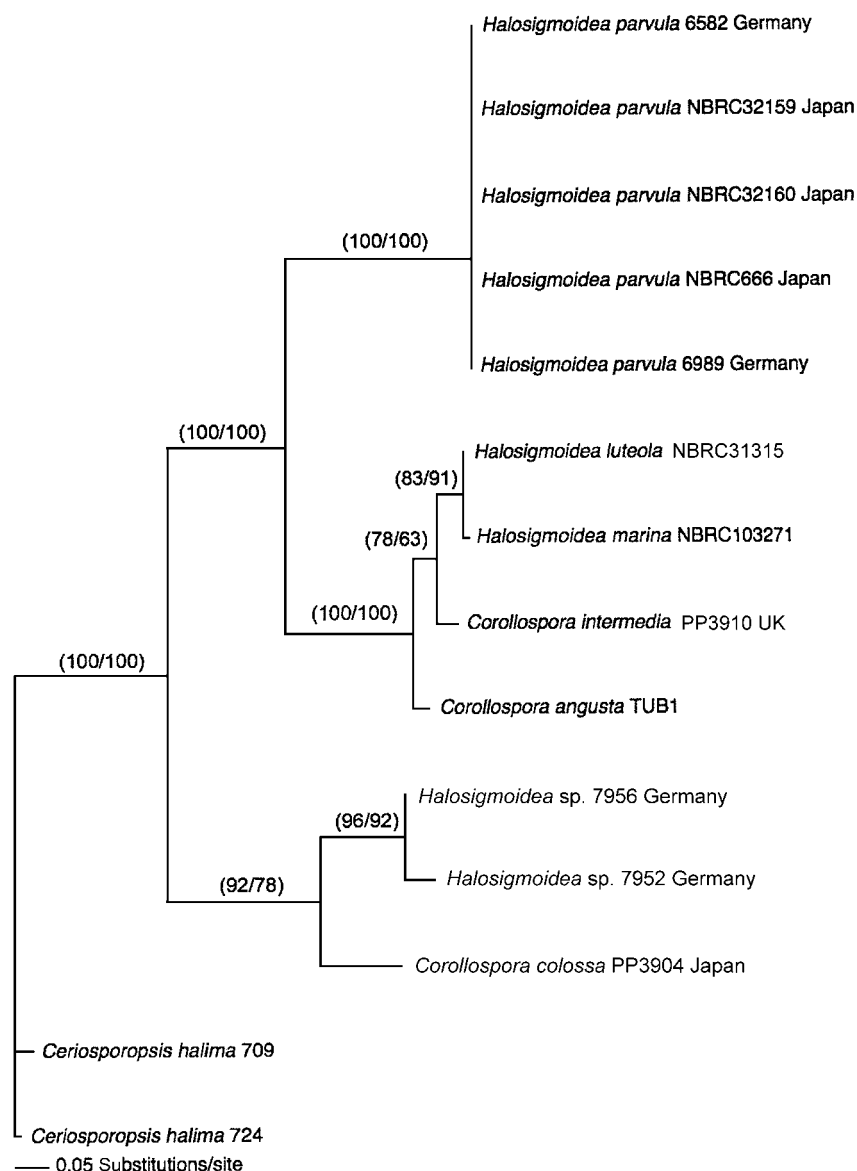 Halosigmoidea parvula 6582 Germany
Halosigmoidea parvula NBRC32159 Japan
Halosigmoidea parvula NBRC32160 Japan
(100/100)
Halosigmoidea parvula NBRC666 Japan
Halosigmoidea parvula 6989 Germany
(100/100)
Halosigmoidea luteola NBRC31315
(83/91)
Halosigmoidea marina NBRC103271
(78/63)
(100/100)
Corollospora intermedia PP3910 UK
(100/100)
Corollospora angusta TUB1
Halosigmoidea sp. 7956 Germany
(96/92)
Halosigmoidea sp. 7952 Germany
(92/78)
Corollospora colossa PP3904 Japan
Ceriosporopsis halima 709
Ceriosporopsis halima 724
0.05 Substitutions/site